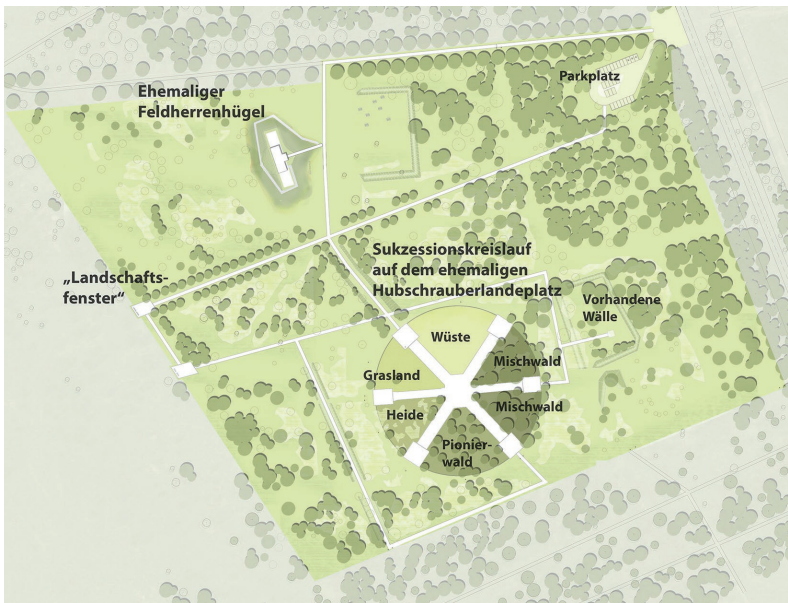 Parkplatz
Ehemaliger
Feldherrenhügel
Sukzessionskreislauf
auf dem ehemaligen
Hubschrauberlandeplatz
„Landschafts-
fenster“
Vorhandene
Wälle
Wüste
Mischwald
Grasland
Mischwald
Heide
Pionier-
wald